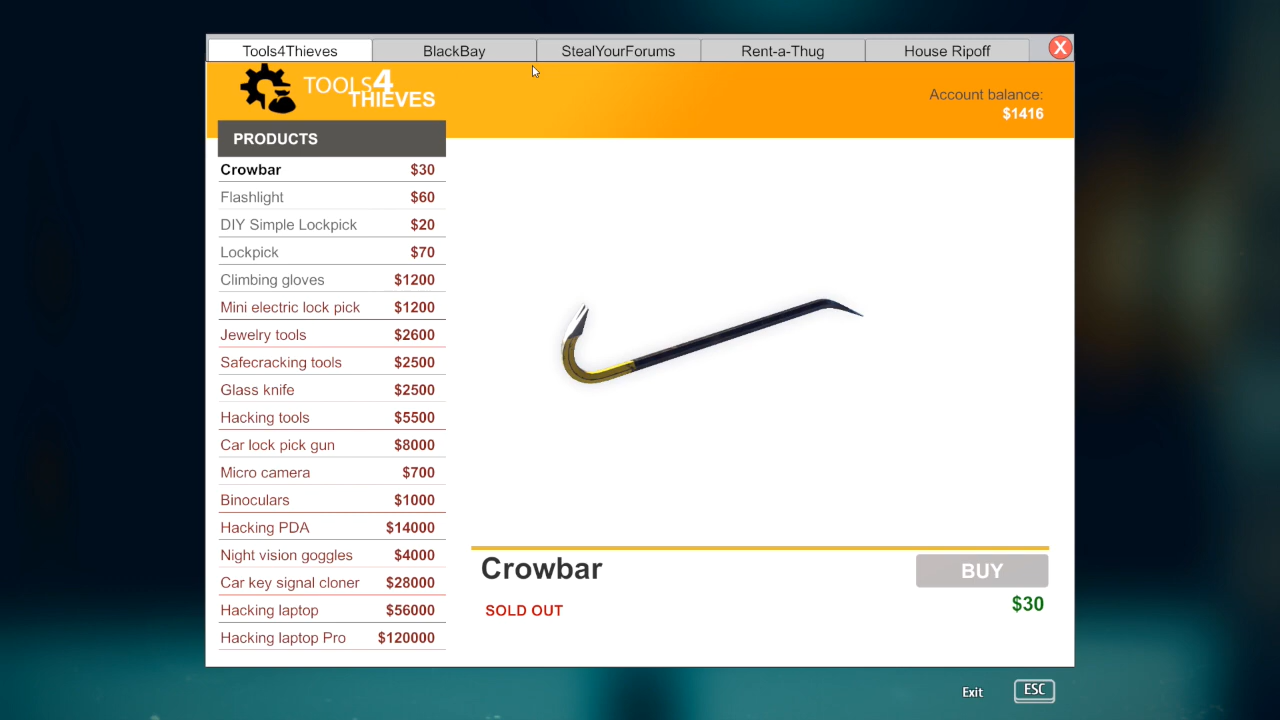 Tools4Thieves
BlackBay
StealYourForums
Rent-a-Thug
House Ripoff
X
TOOLS4
THIEVES
Account balance:
$1416
PRODUCTS
Crowbar $30
Flashlight $60
DIY Simple Lockpick $20
Lockpick $70
Climbing gloves $1200
Mini electric lock pick $1200
Jewelry tools $2600
Safecracking tools $2500
Glass knife $2500
Hacking tools $5500
Car lock pick gun $8000
Micro camera $700
Binoculars $1000
Hacking PDA $14000
Night vision goggles $4000
Car key signal cloner $28000
Hacking laptop $56000
Hacking laptop Pro $120000
Crowbar
BUY
SOLD OUT
$30
Exit ESC